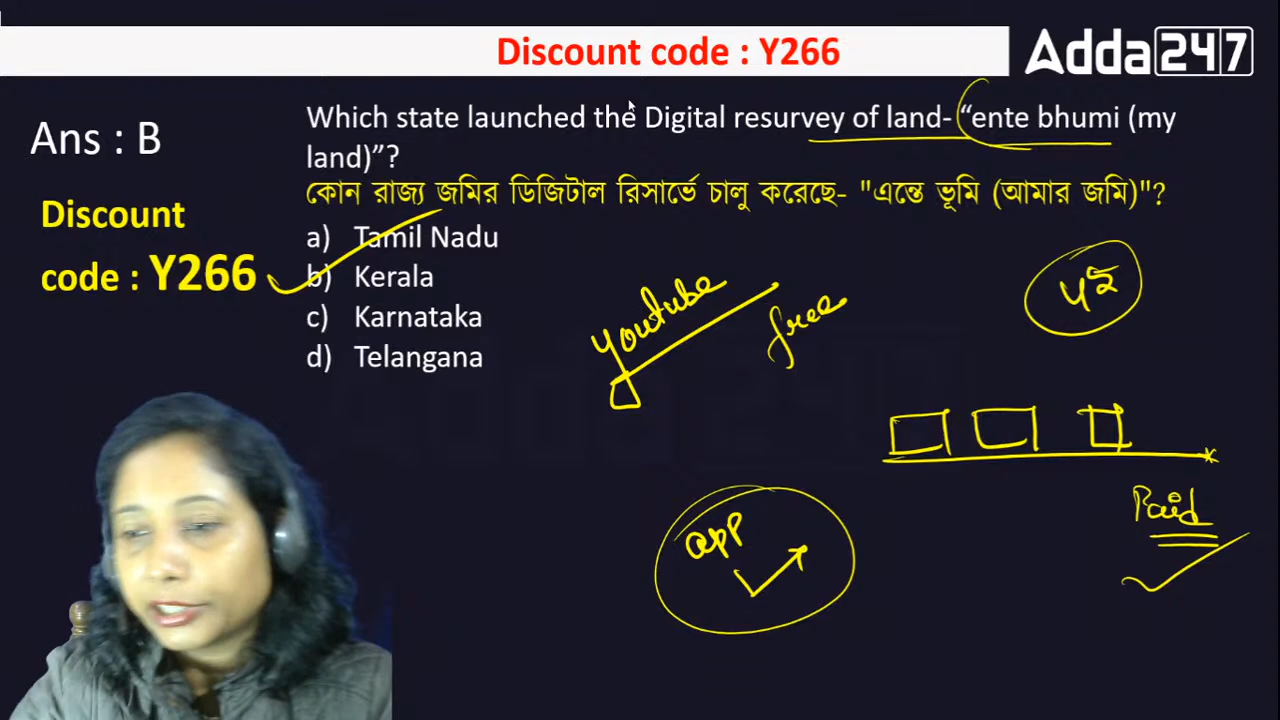 Discount code : Y266
Adda247
Ans : B
Which state launched the Digital resurvey of land- “ente bhumi (my
land)”?
Discount
code : Y266
কোন রাজ্য জমির ডিজিটাল রিসার্ভে চালু করেছে- "এন্তে ভূমি (আমার জমি)"?
a) Tamil Nadu
b) Kerala
c) Karnataka
d) Telangana
youtube
free
app
Paid